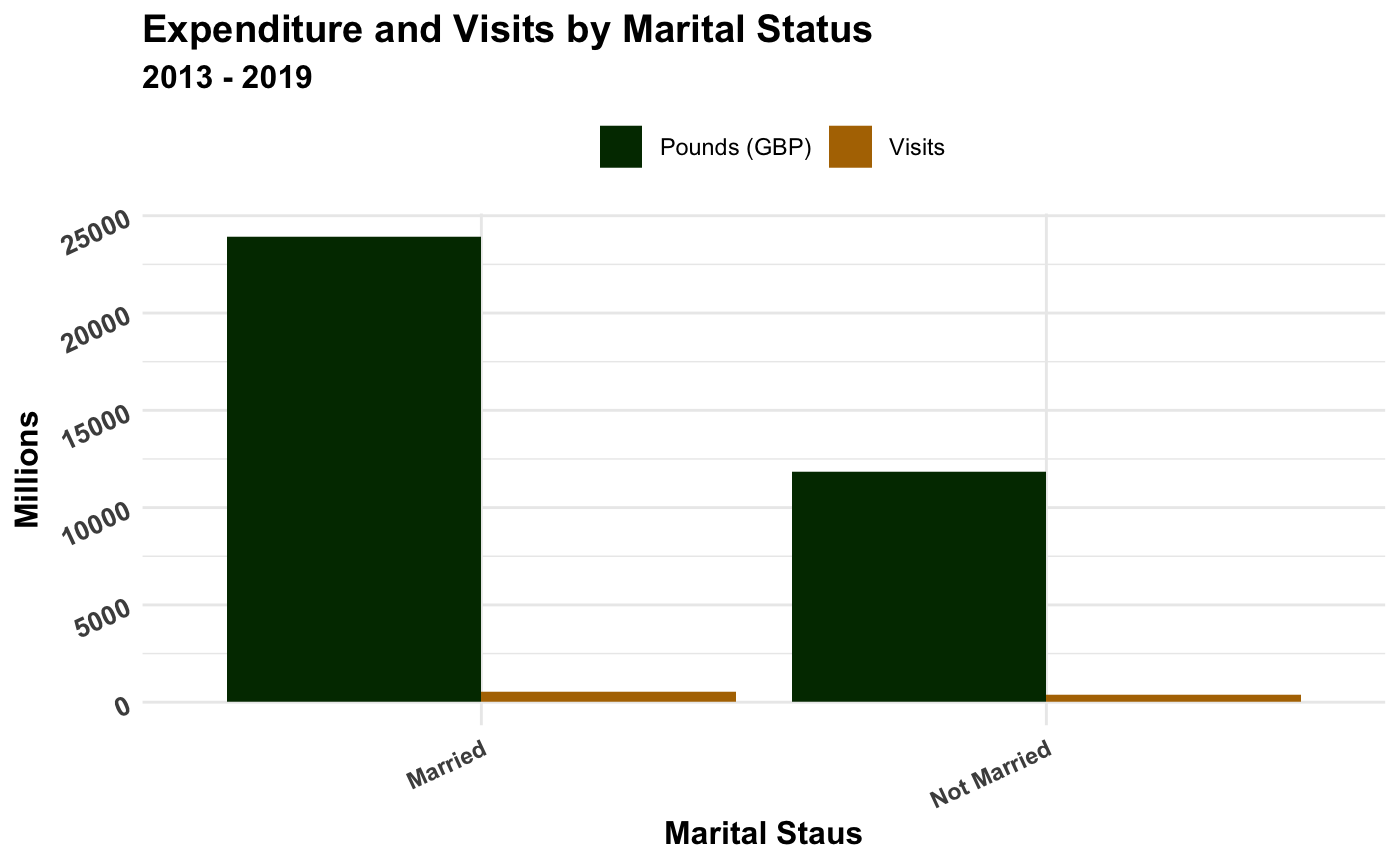 Expenditure and Visits by Marital Status
2013 - 2019
Pounds (GBP) Visits
25000
20000
15000
10000
5000
0
Millions
Married Not Married
Marital Staus